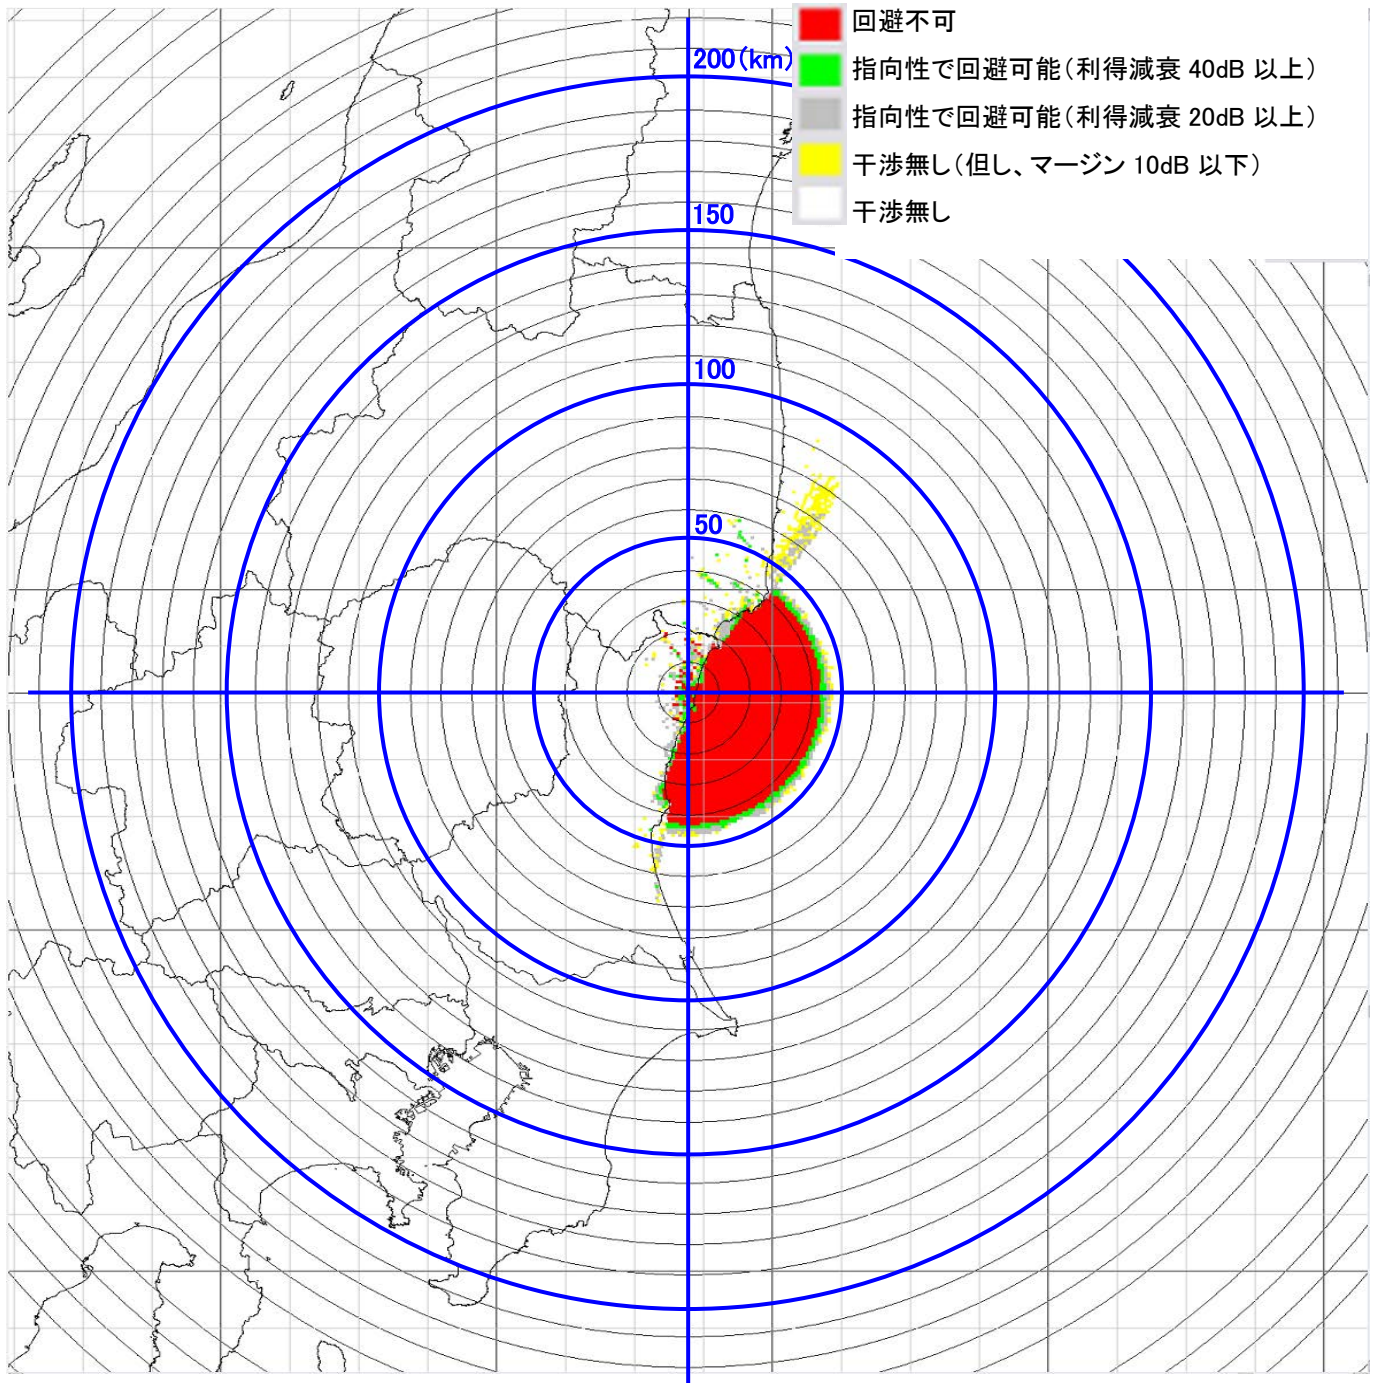 回避不可
指向性で回避可能（利得減衰 40dB 以上）
指向性で回避可能（利得減衰 20dB 以上）
干渉無し（但し、マージン 10dB 以下）
干渉無し
200（km）
150
100
50